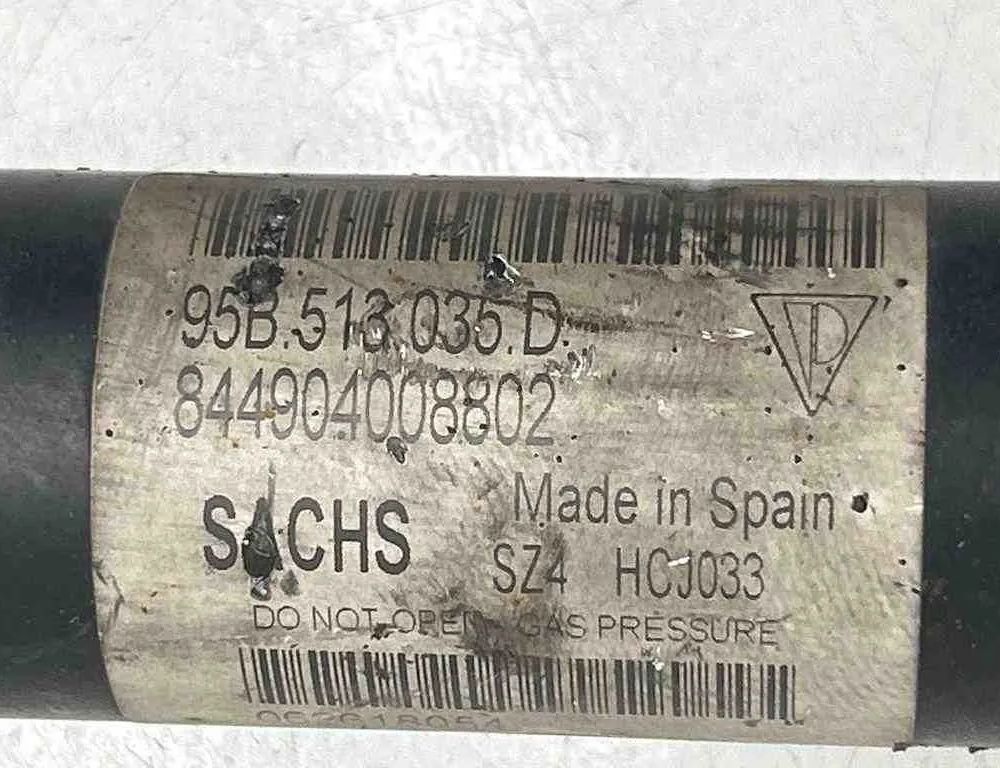 95B.513.035.D
844904008802
SACHS
Made in Spain
SZ4 HCJ033
DO NOT OPEN - GAS PRESSURE